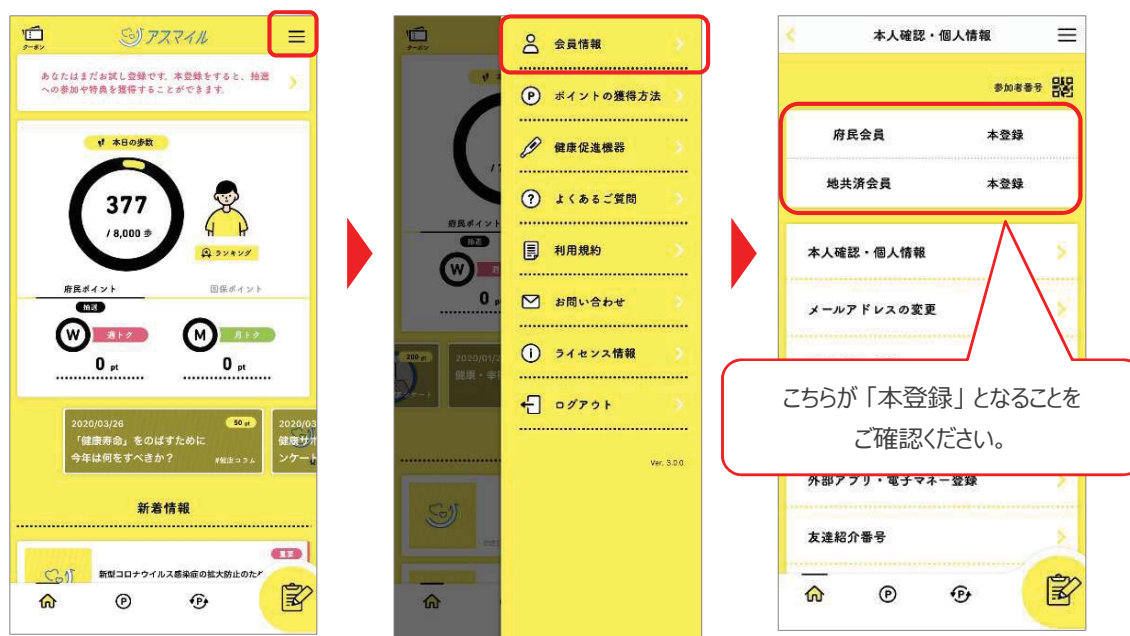 クーポン
アスマイル
あなたはまだお試し登録です。本登録をすると、抽選
への参加や特典を獲得することができます。
本日の歩数
377
/ 8,000 歩
ランキング
府民ポイント
国保ポイント
抽選
W
週トク
M
月トク
0 pt
0 pt
2020/03/26
50 pt
「健康寿命」をのばすために
今年は何をすべきか?
#健康コラム
2020/03
健康サポ
ンケート
新着情報
重要
新型コロナウイルス感染症の拡大防止のため
P
P
クーポン
府民ポイント
抽選
W
0
200 pt
2020/01/2
健康・幸
会員情報
P ポイントの獲得方法
健康促進機器
? よくあるご質問
利用規約
お問い合わせ
i ライセンス情報
ログアウト
Ver. 3.0.0
本人確認・個人情報
参加者番号
府民会員 本登録
地共済会員 本登録
本人確認・個人情報
メールアドレスの変更
こちらが「本登録」となることを
ご確認ください。
外部アプリ・電子マネー登録
友達紹介番号
P
P